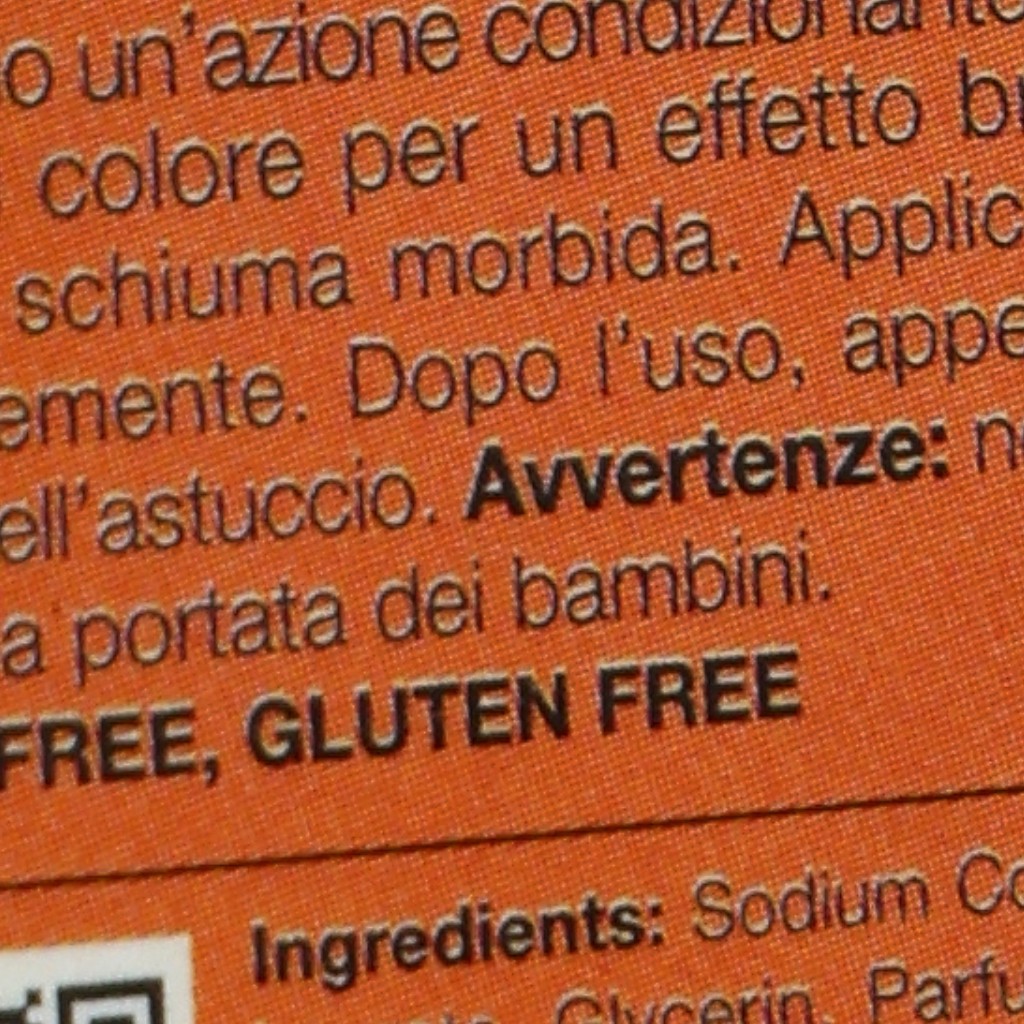 o un'azione condizionante
colore per un effetto
schiuma morbida. Applic
emente. Dopo l'uso, appe
ell'astuccio. Avvertenze: n
a portata dei bambini.
FREE, GLUTEN FREE
Ingredients: Sodium Co
Glycerin, Parfu